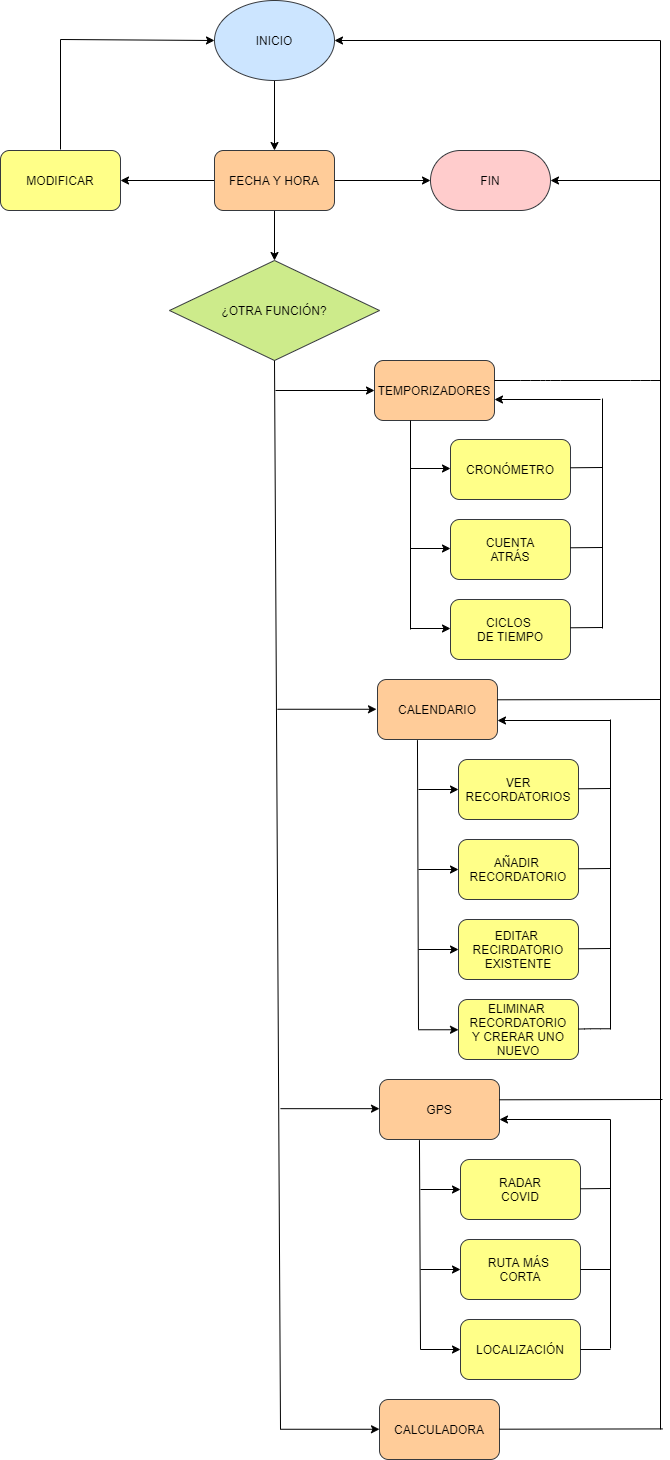 INICIO
MODIFICAR
FECHA Y HORA
FIN
¿OTRA FUNCIÓN?
TEMPORIZADORES
CRONÓMETRO
CUENTA
ATRÁS
CICLOS
DE TIEMPO
CALENDARIO
VER
RECORDATORIOS
AÑADIR
RECORDATORIO
EDITAR
RECIRDATORIO
EXISTENTE
ELIMINAR
RECORDATORIO
Y CRERAR UNO
NUEVO
GPS
RADAR
COVID
RUTA MÁS
CORTA
LOCALIZACIÓN
CALCULADORA